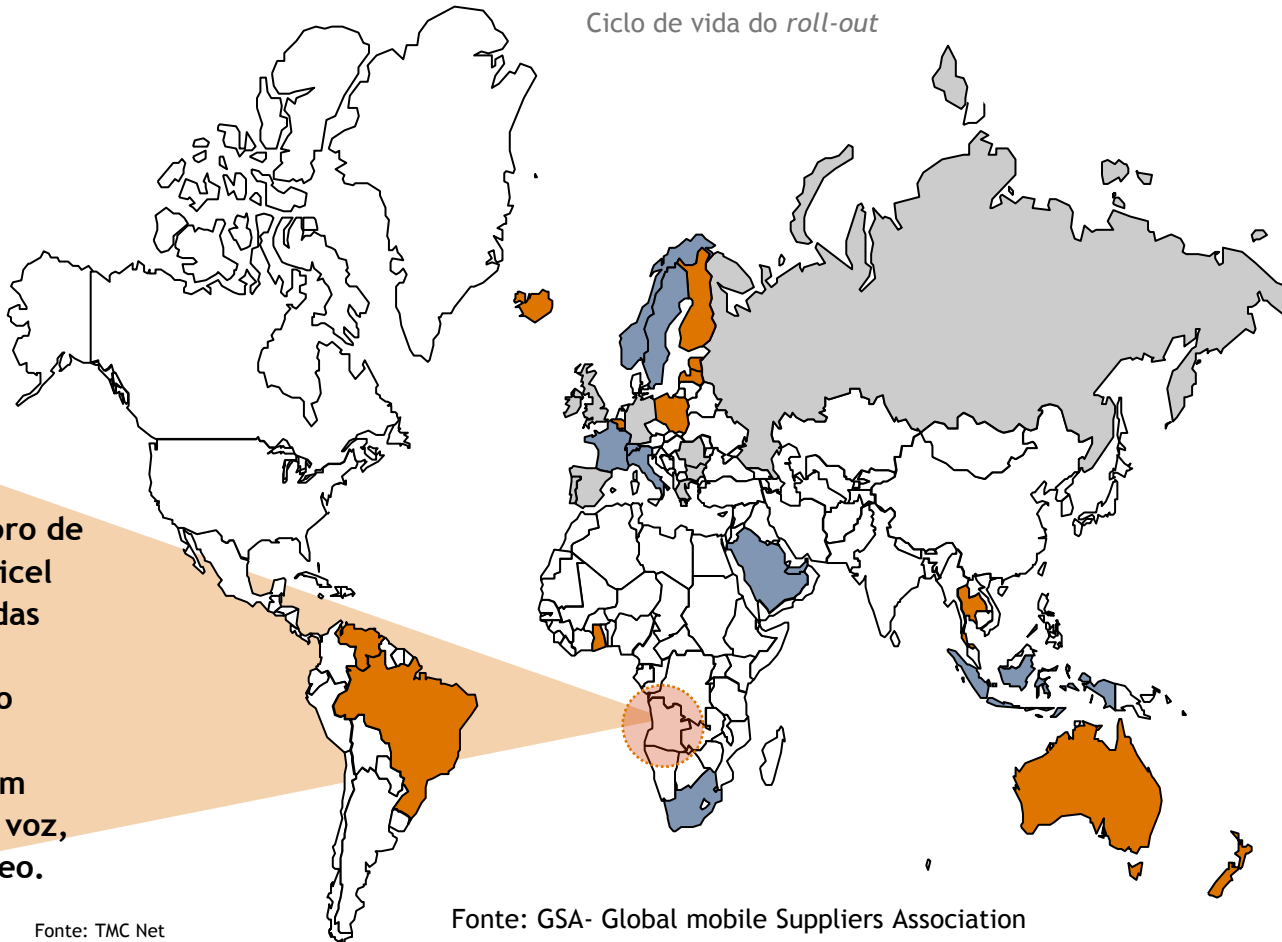 Ciclo de vida do roll-out
oro de
icel
das
o
m
voz,
eo.
Fonte: TMC Net
Fonte: GSA- Global mobile Suppliers Association